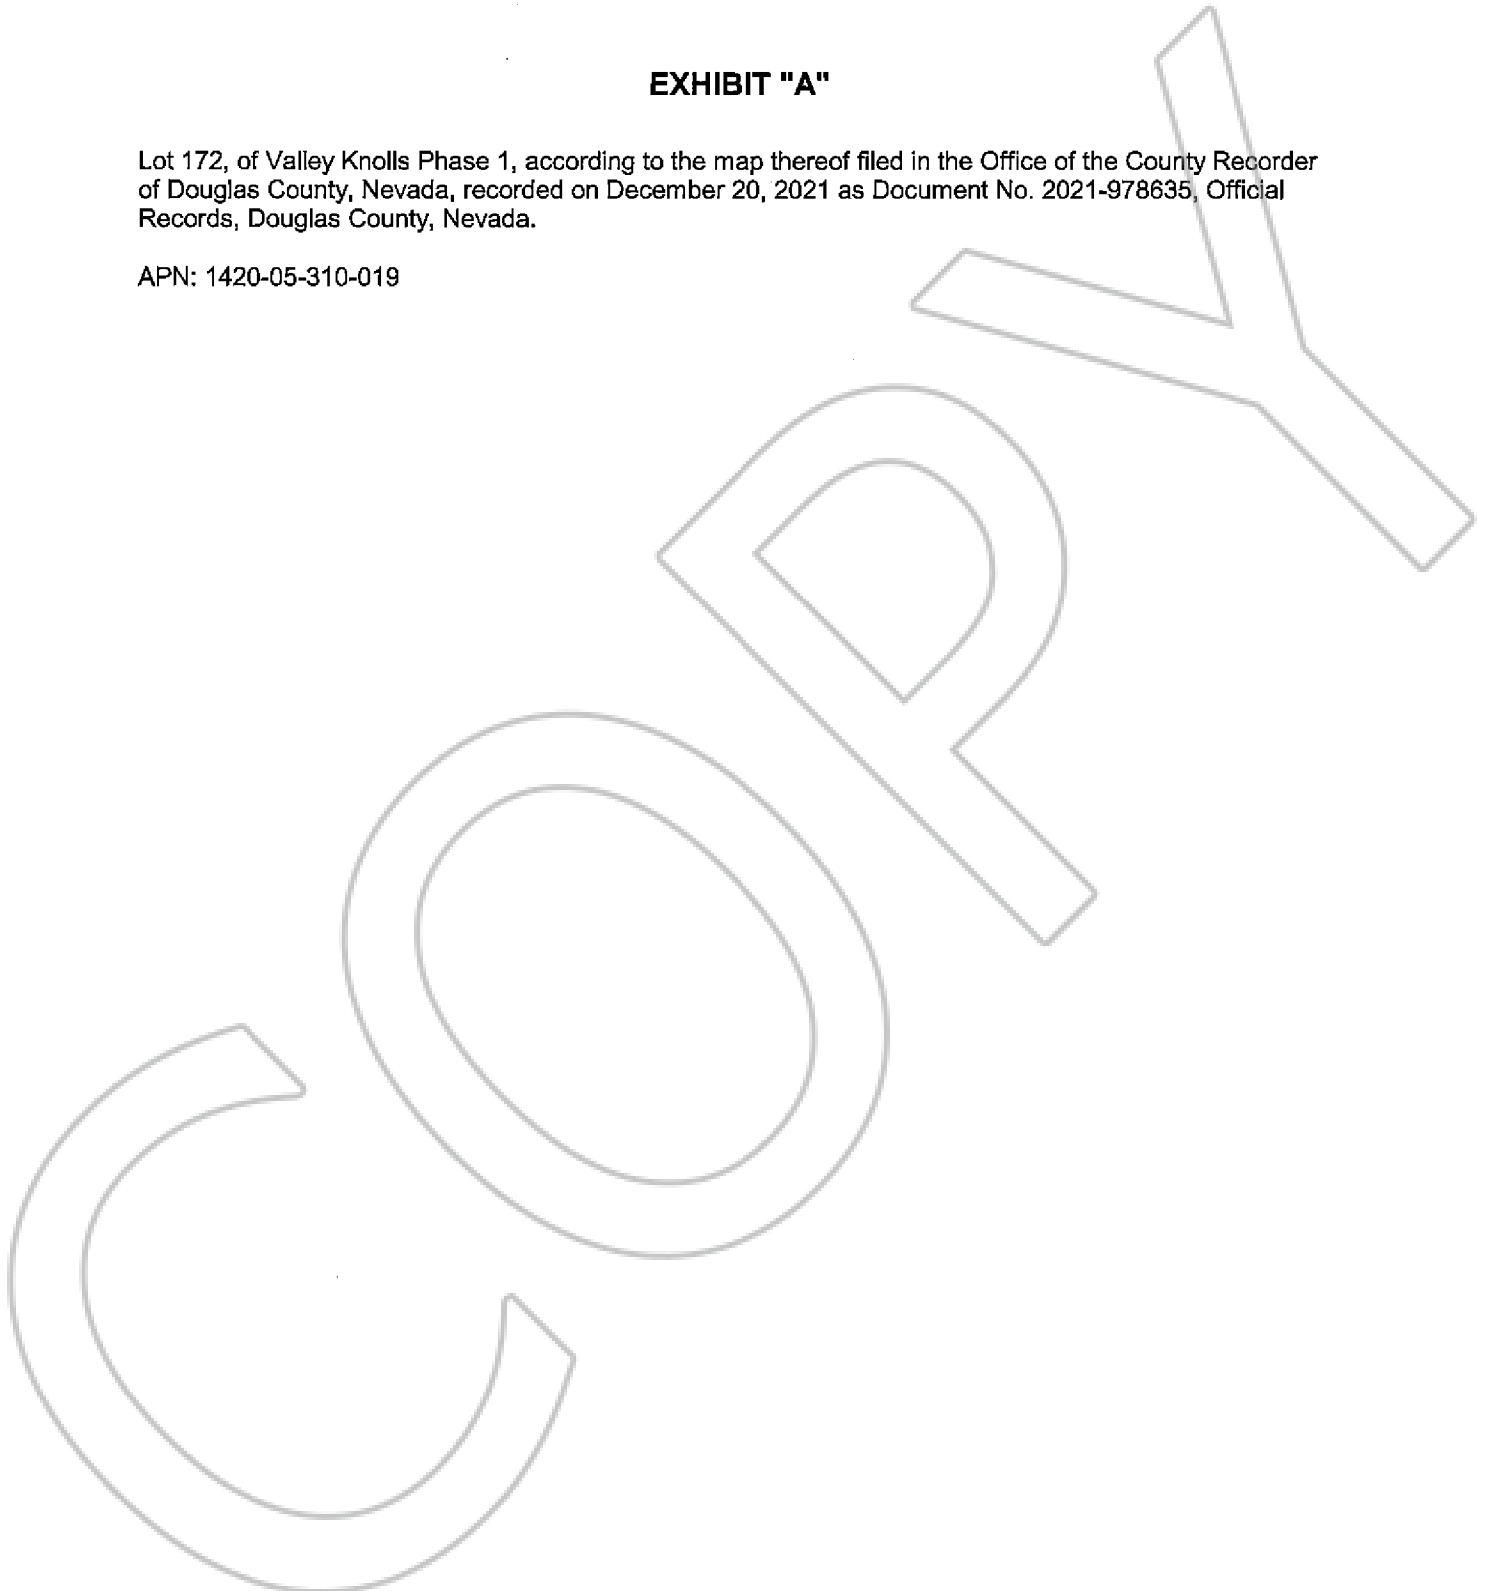 EXHIBIT "A"
Lot 172, of Valley Knolls Phase 1, according to the map thereof filed in the Office of the County Recorder
of Douglas County, Nevada, recorded on December 20, 2021 as Document No. 2021-978635, Official
Records, Douglas County, Nevada.
APN: 1420-05-310-019
COPY